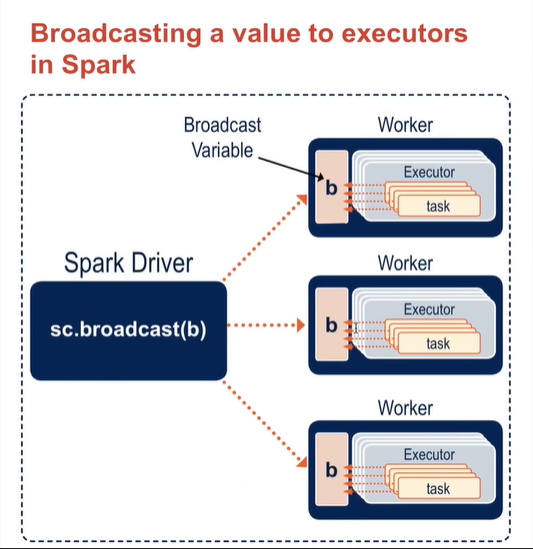 Broadcasting a value to executors
in Spark
Broadcast
Variable
Worker
b
Executor
task
Spark Driver
sc.broadcast(b)
Worker
b
Executor
task
Worker
b
Executor
task